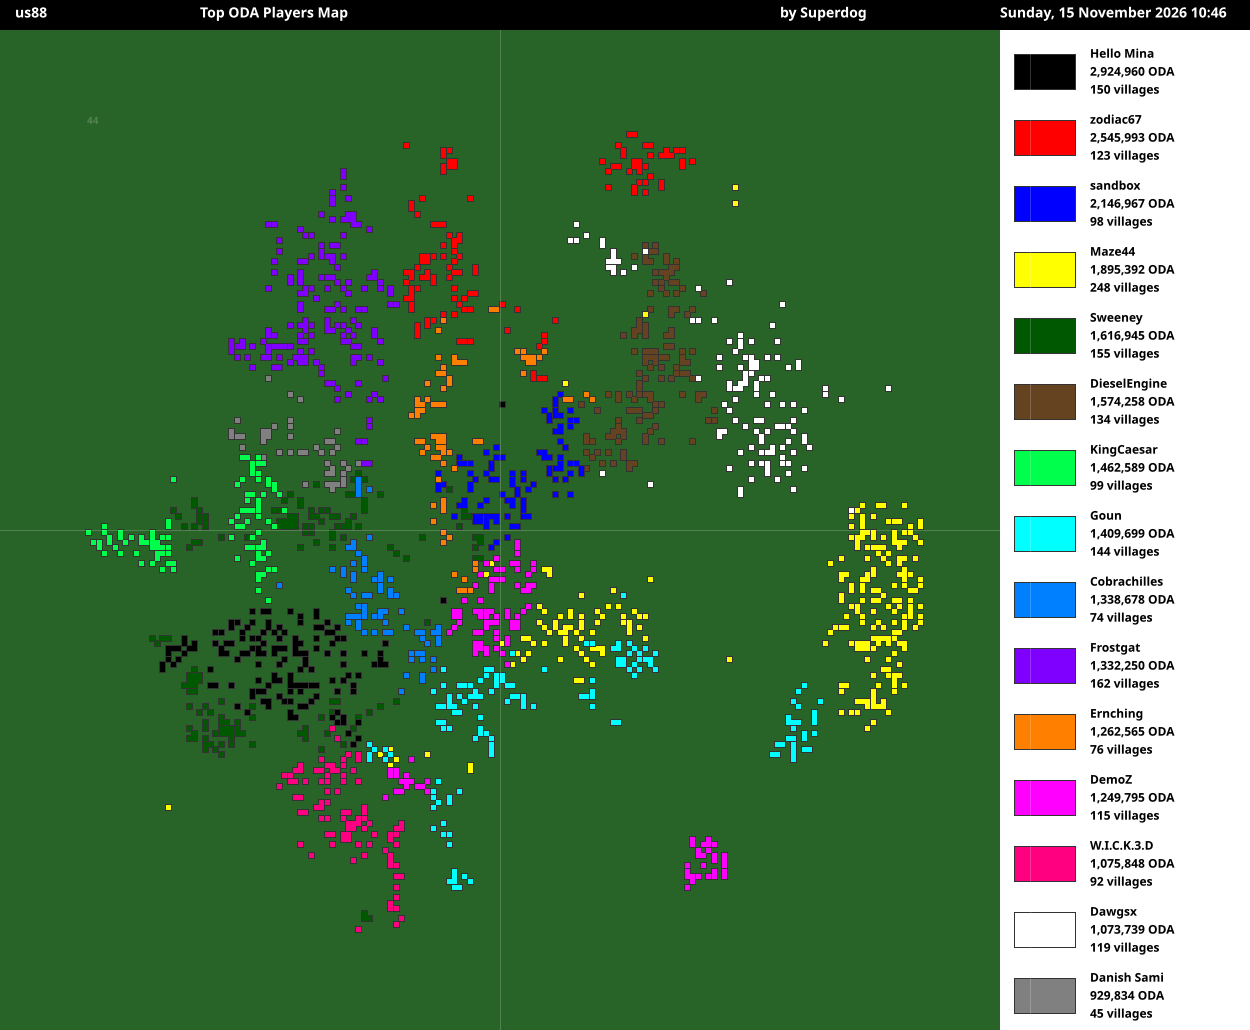 us88 Top ODA Players Map by Superdog Sunday, 15 November 2026 10:46
44
Hello Mina
2,924,960 ODA
150 villages
zodiac67
2,545,993 ODA
123 villages
sandbox
2,146,967 ODA
98 villages
Maze44
1,895,392 ODA
248 villages
Sweeney
1,616,945 ODA
155 villages
DieselEngine
1,574,258 ODA
134 villages
KingCaesar
1,462,589 ODA
99 villages
Goun
1,409,699 ODA
144 villages
Cobrachilles
1,338,678 ODA
74 villages
Frostgat
1,332,250 ODA
162 villages
Ernching
1,262,565 ODA
76 villages
DemoZ
1,249,795 ODA
115 villages
W.I.C.K.3.D
1,075,848 ODA
92 villages
Dawgsx
1,073,739 ODA
119 villages
Danish Sami
929,834 ODA
45 villages